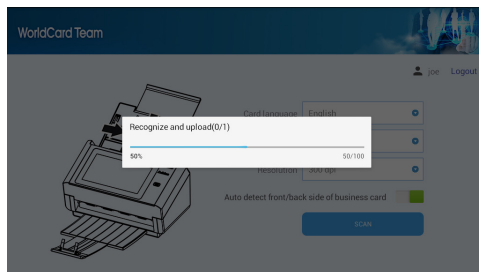 WorldCard Team
joe Logout
Card language English
Recognize and upload(0/1)
50% 50/100
Resolution 300 dpi
Auto detect front/back side of business card
SCAN